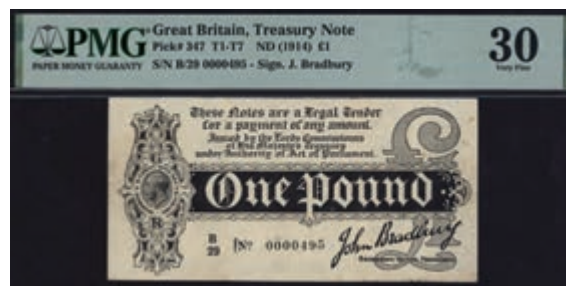 PMG
PAPER MONEY GUARANTY
Great Britain, Treasury Note
Pick# 347 T1-T7 ND (1914) £1
S/N B/29 0000495 - Sign. J. Bradbury
30
Very Fine
These Notes are a Legal Tender
for a payment of any amount.
Issued by the Lords Commissioners
of His Majesty's Treasury
under Authority of Act of Parliament.
£
One Pound
B
29
No 0000495
John Bradbury